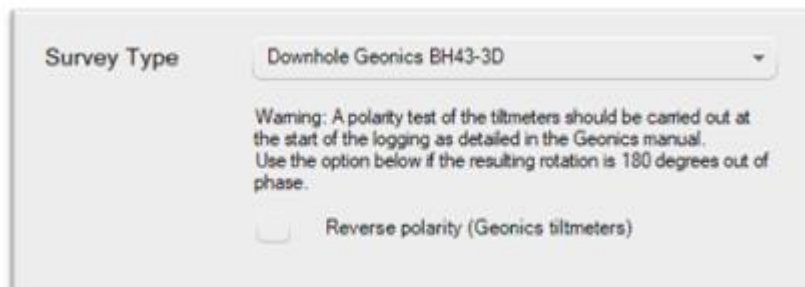 Survey Type
Downhole Geonics BH43-3D
Warning: A polarity test of the tiltmeters should be carried out at
the start of the logging as detailed in the Geonics manual.
Use the option below if the resulting rotation is 180 degrees out of
phase.
Reverse polarity (Geonics tiltmeters)